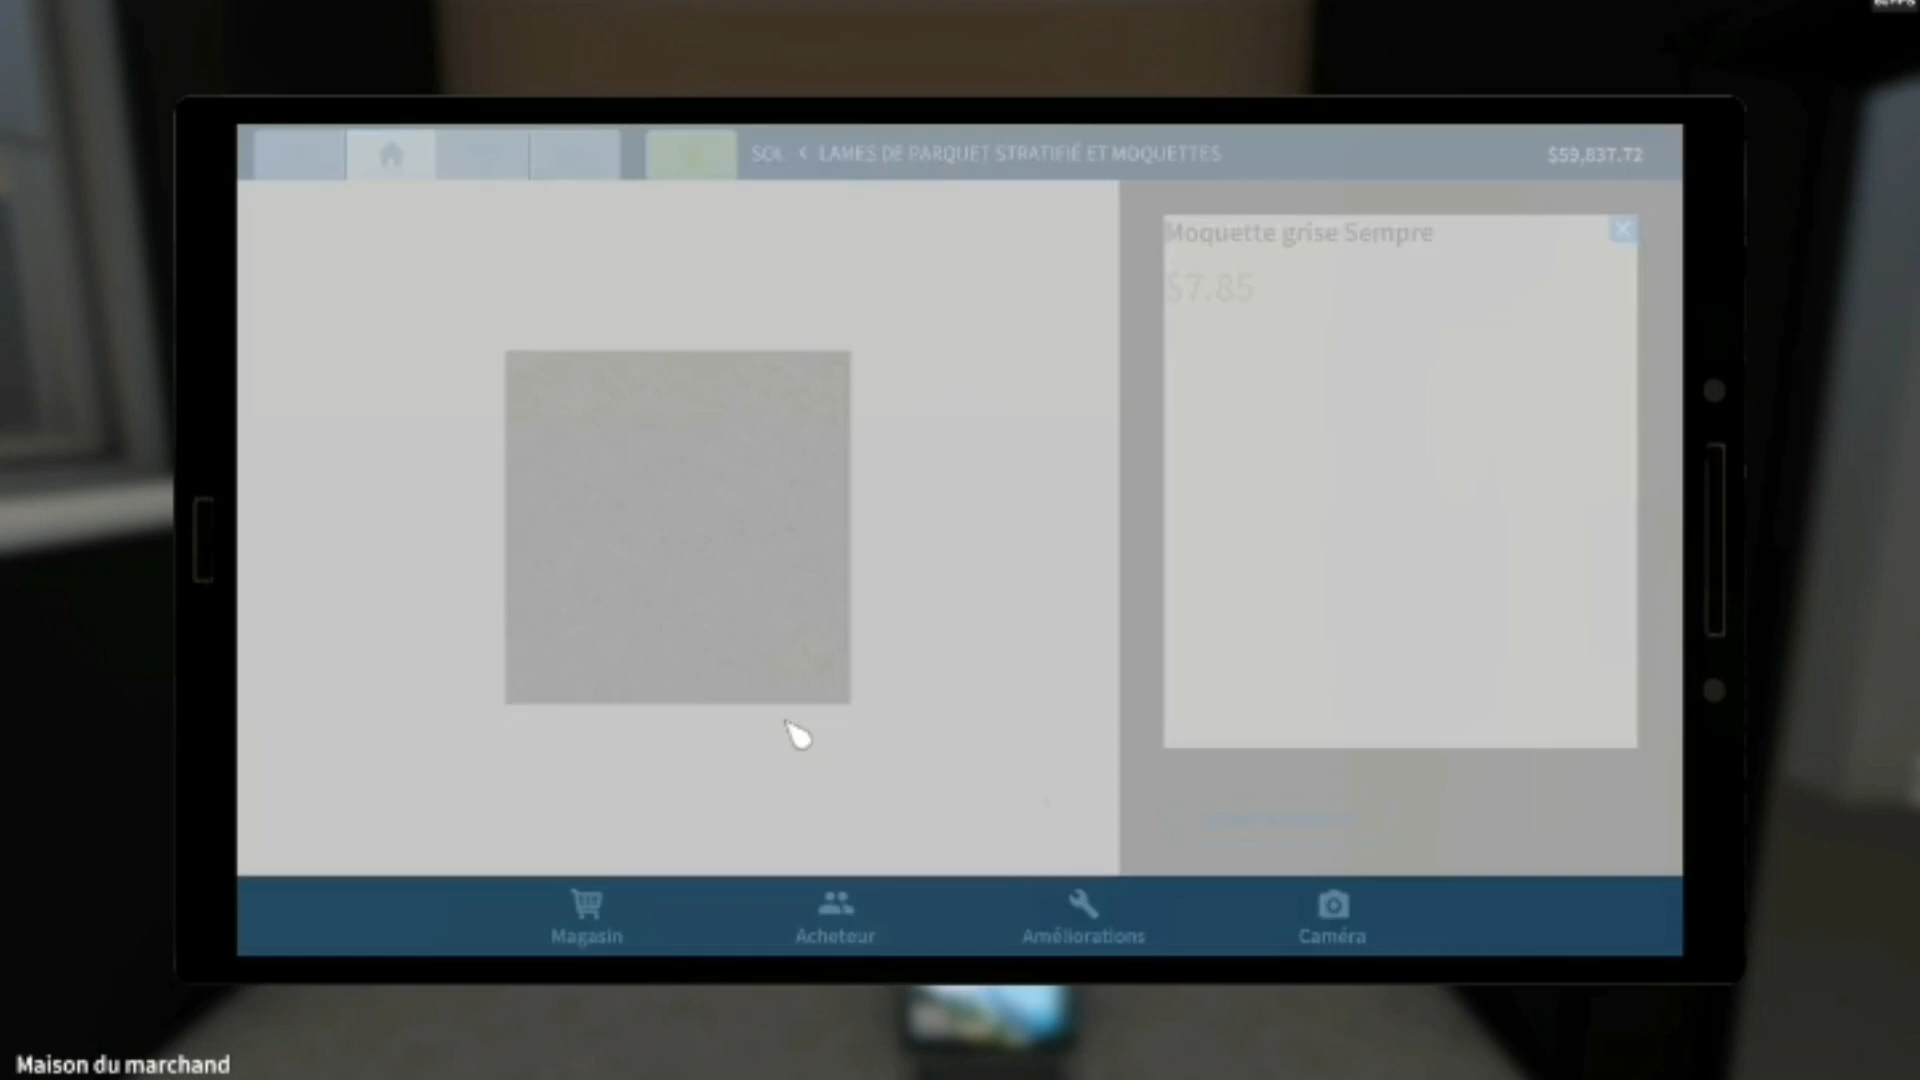 SOL < LAMES DE PARQUET STRATIFIÉ ET MOQUETTES
$59,837.72
Moquette grise Sempre
$7.85
Magasin
Acheteur
Améliorations
Caméra
Maison du marchand